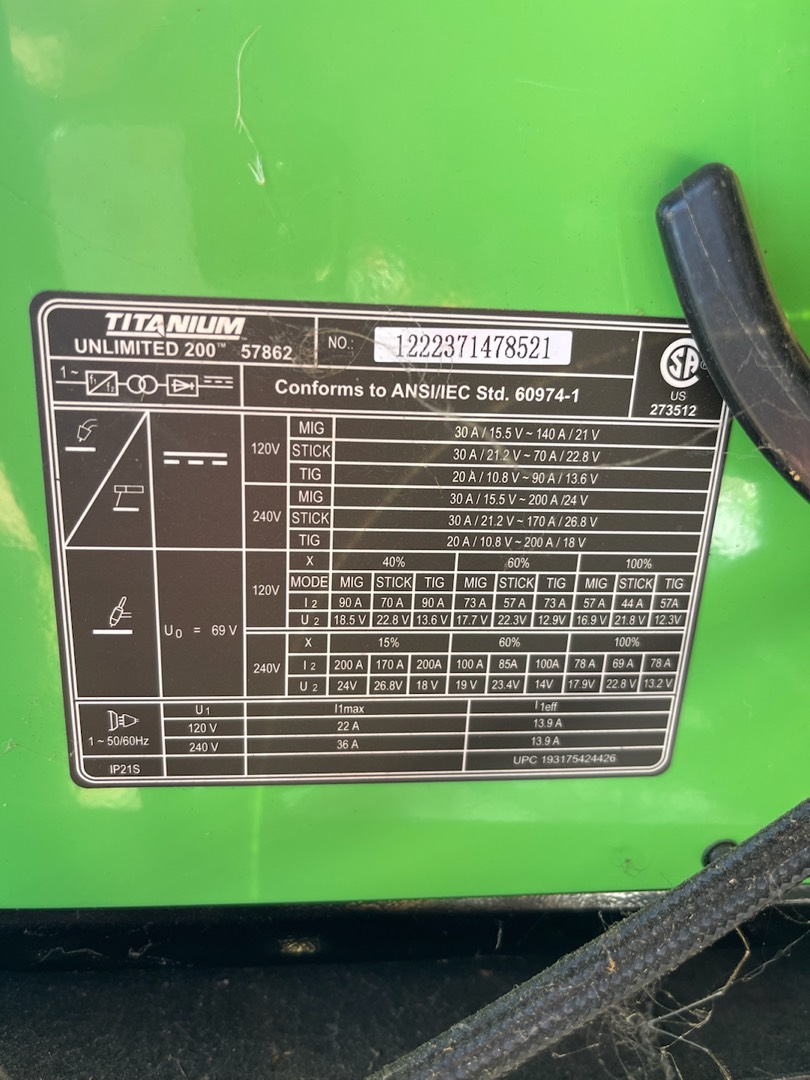 TITANIUM
UNLIMITED 200™ 57862
NO.: 1222371478521
1~ f1 f2
Conforms to ANSI/IEC Std. 60974-1
SA ®
US
273512
120V MIG 30 A / 15.5 V ~ 140 A / 21 V
STICK 30 A / 21.2 V ~ 70 A / 22.8 V
TIG 20 A / 10.8 V ~ 90 A / 13.6 V
240V MIG 30 A / 15.5 V ~ 200 A /24 V
STICK 30 A / 21.2 V ~ 170 A / 26.8 V
TIG 20 A / 10.8 V ~ 200 A / 18 V
U0 = 69 V
120V X 40% 60% 100%
MODE MIG STICK TIG MIG STICK TIG MIG STICK TIG
I2 90 A 70 A 90 A 73 A 57 A 73 A 57 A 44 A 57A
U2 18.5 V 22.8 V 13.6 V 17.7 V 22.3V 12.9V 16.9 V 21.8 V 12.3V
240V X 15% 60% 100%
I2 200 A 170 A 200A 100 A 85A 100A 78 A 69 A 78 A
U2 24V 26.8V 18 V 19 V 23.4V 14V 17.9V 22.8 V 13.2 V
1 ~ 50/60Hz U1 I1max I1eff
120 V 22 A 13.9 A
240 V 36 A 13.9 A
IP21S UPC 193175424426